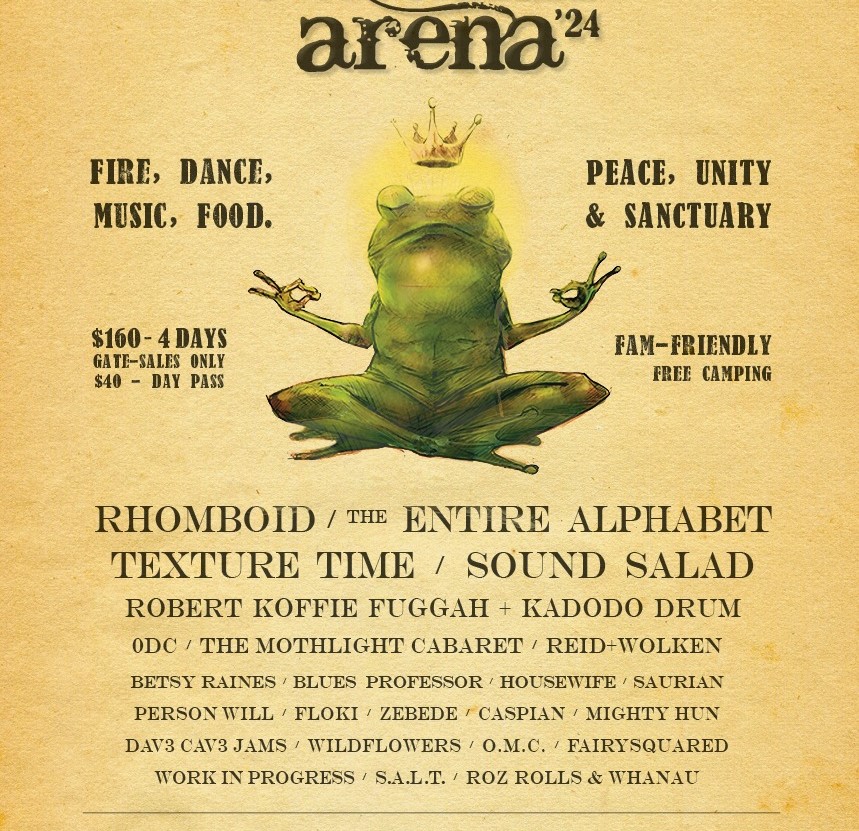 arena'24
FIRE, DANCE,
MUSIC, FOOD.
PEACE, UNITY
& SANCTUARY
$160 - 4 DAYS
GATE-SALES ONLY
$40 - DAY PASS
FAM-FRIENDLY
FREE CAMPING
RHOMBOID / THE ENTIRE ALPHABET
TEXTURE TIME / SOUND SALAD
ROBERT KOFFIE FUGGAH + KADODO DRUM
0DC / THE MOTHLIGHT CABARET / REID+WOLKEN
BETSY RAINES / BLUES PROFESSOR / HOUSEWIFE / SAURIAN
PERSON WILL / FLOKI / ZEBEDE / CASPIAN / MIGHTY HUN
DAV3 CAV3 JAMS / WILDFLOWERS / O.M.C. / FAIRYSQUARED
WORK IN PROGRESS / S.A.L.T. / ROZ ROLLS & WHANAU